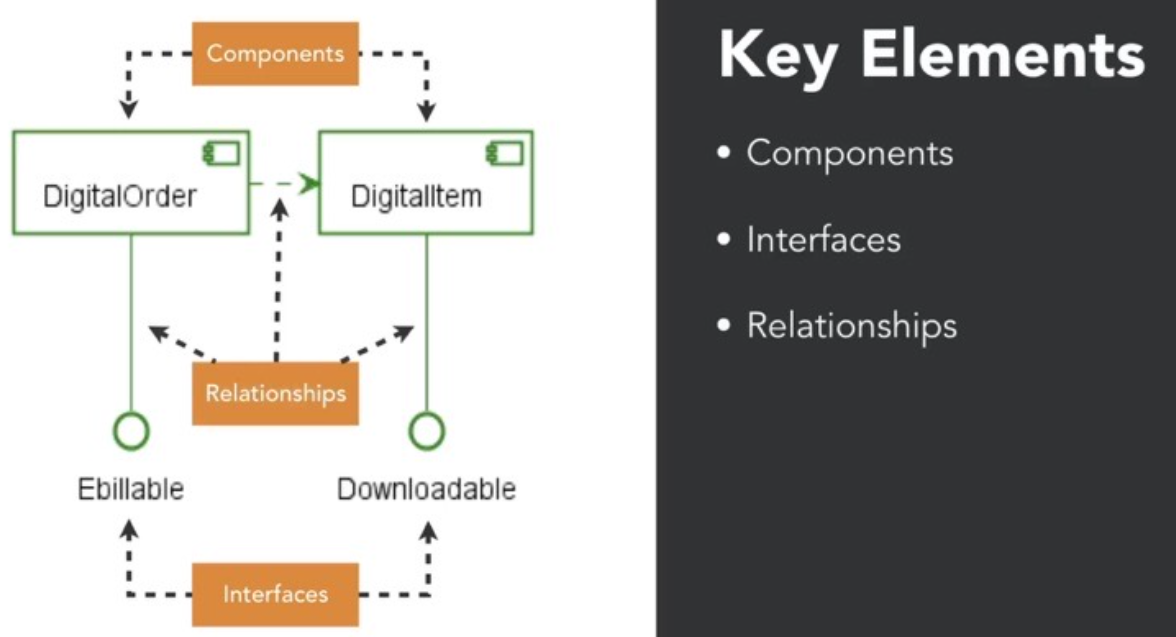 Components
DigitalOrder
DigitalItem
Relationships
Ebillable
Downloadable
Interfaces
Key Elements
• Components
• Interfaces
• Relationships